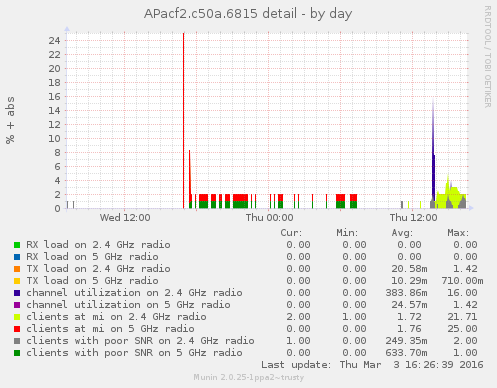 APacf2.c50a.6815 detail - by day
RRDTOOL / TOBI OETIKER
% + abs
24
22
20
18
16
14
12
10
8
6
4
2
0
Wed 12:00 Thu 00:00 Thu 12:00
Cur: Min: Avg: Max:
RX load on 2.4 GHz radio 0.00 0.00 0.00 0.00
RX load on 5 GHz radio 0.00 0.00 0.00 0.00
TX load on 2.4 GHz radio 0.00 0.00 20.58m 1.42
TX load on 5 GHz radio 0.00 0.00 10.29m 710.00m
channel utilization on 2.4 GHz radio 0.00 0.00 383.86m 16.00
channel utilization on 5 GHz radio 0.00 0.00 24.57m 1.42
clients at mi on 2.4 GHz radio 2.00 1.00 1.72 21.71
clients at mi on 5 GHz radio 0.00 0.00 1.76 25.00
clients with poor SNR on 2.4 GHz radio 1.00 0.00 249.35m 2.00
clients with poor SNR on 5 GHz radio 0.00 0.00 633.70m 1.00
Last update: Thu Mar 3 16:26:39 2016
Munin 2.0.25-1ppa2~trusty